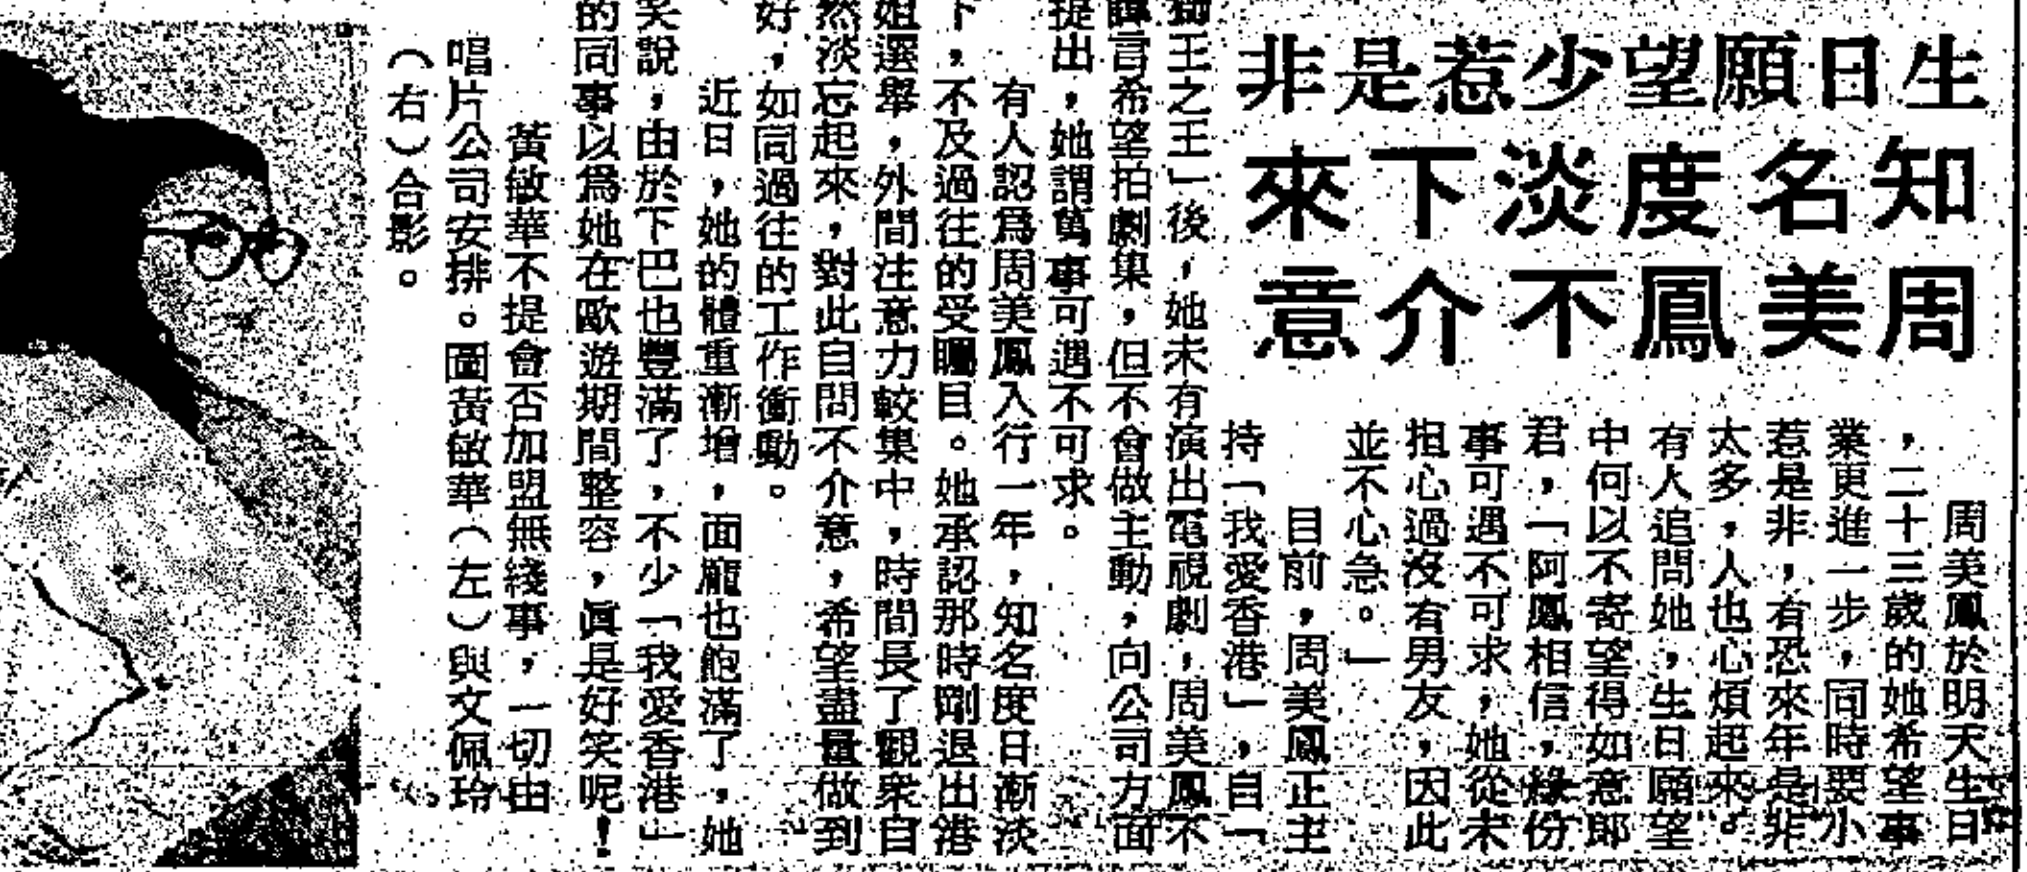 生日願望少惹是非
知名度淡下來
周美鳳不介意
周美鳳於明天生日
，二十三歲的她希望事
業更進一步，同時要小
惹是非，有恐來年是非
太多，人也心煩起來。
有人追問她，生日願望
中何以不寄望得如意郎
君，「阿鳳相信，緣份
事可遇不可求，她從未
担心過沒有男友，因此
並不心急。」
目前，周美鳳正主
持「我愛香港」，自「
王之王」後，她未有演出電視劇，周美鳳不
諱言希望拍劇集，但不會做主動，向公司方面
提出，她謂萬事可遇不可求。
有人認爲周美鳳入行一年，知名度日漸淡
下，不及過往的受矚目。她承認那時剛退出港
姐選舉，外間注意力較集中，時間長了觀衆自
然淡忘起來，對此自問不介意，希望盡量做到
好，如同過往的工作衝動。
近日，她的體重漸增，面龐也飽滿了，她
笑說，由於下巴也豐滿了，不少「我愛香港」
的同事以爲她在歐遊期間整容，眞是好笑呢！
黃敏華不提會否加盟無綫事，一切由
唱片公司安排。圖黃敏華（左）與文佩玲
（右）合影。